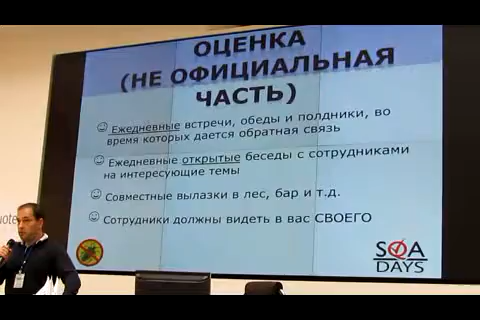 ОЦЕНКА
(НЕ ОФИЦИАЛЬНАЯ
ЧАСТЬ)
Ежедневные встречи, обеды и полдники, во
время которых дается обратная связь
Ежедневные открытые беседы с сотрудниками
на интересующие темы
Совместные вылазки в лес, бар и т.д.
Сотрудники должны видеть в вас СВОЕГО
SQA
DAYS